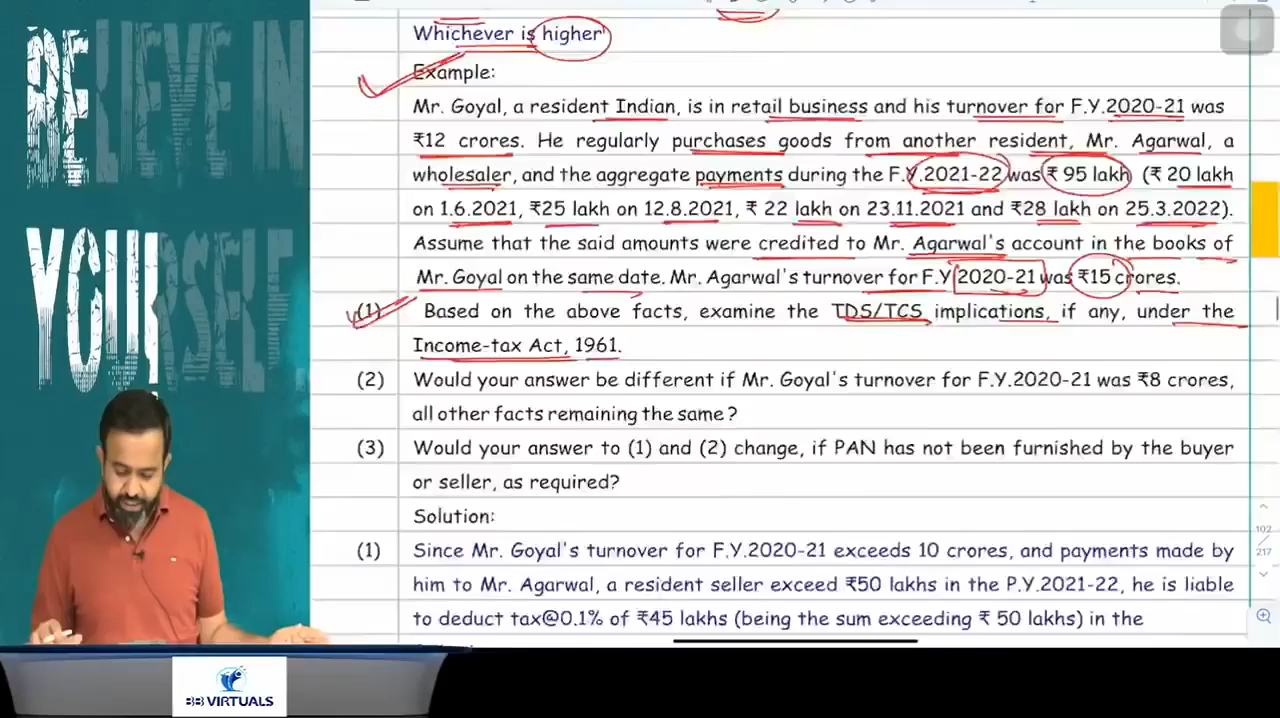 BELIEVE IN
YOURSELF
Whichever is higher
Example:
Mr. Goyal, a resident Indian, is in retail business and his turnover for F.Y.2020-21 was
₹12 crores. He regularly purchases goods from another resident, Mr. Agarwal, a
wholesaler, and the aggregate payments during the F.Y.2021-22 was ₹ 95 lakh (₹ 20 lakh
on 1.6.2021, ₹25 lakh on 12.8.2021, ₹ 22 lakh on 23.11.2021 and ₹28 lakh on 25.3.2022).
Assume that the said amounts were credited to Mr. Agarwal's account in the books of
Mr. Goyal on the same date. Mr. Agarwal's turnover for F.Y 2020-21 was ₹15 crores.
(1) Based on the above facts, examine the TDS/TCS implications, if any, under the
Income-tax Act, 1961.
(2) Would your answer be different if Mr. Goyal's turnover for F.Y.2020-21 was ₹8 crores,
all other facts remaining the same?
(3) Would your answer to (1) and (2) change, if PAN has not been furnished by the buyer
or seller, as required?
Solution:
(1) Since Mr. Goyal's turnover for F.Y.2020-21 exceeds 10 crores, and payments made by
him to Mr. Agarwal, a resident seller exceed ₹50 lakhs in the P.Y.2021-22, he is liable
to deduct tax@0.1% of ₹45 lakhs (being the sum exceeding ₹ 50 lakhs) in the
102
217
BB VIRTUALS